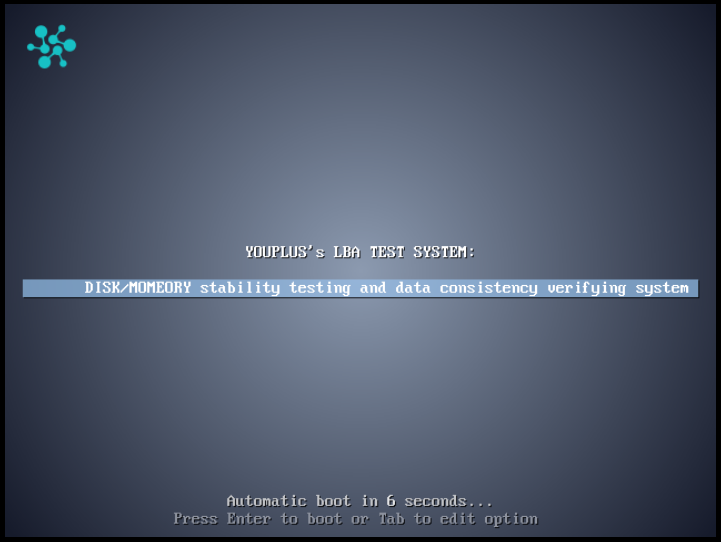 YOUPLUS's LBA TEST SYSTEM:
DISK/MOMEORY stability testing and data consistency verifying system
Automatic boot in 6 seconds...
Press Enter to boot or Tab to edit option